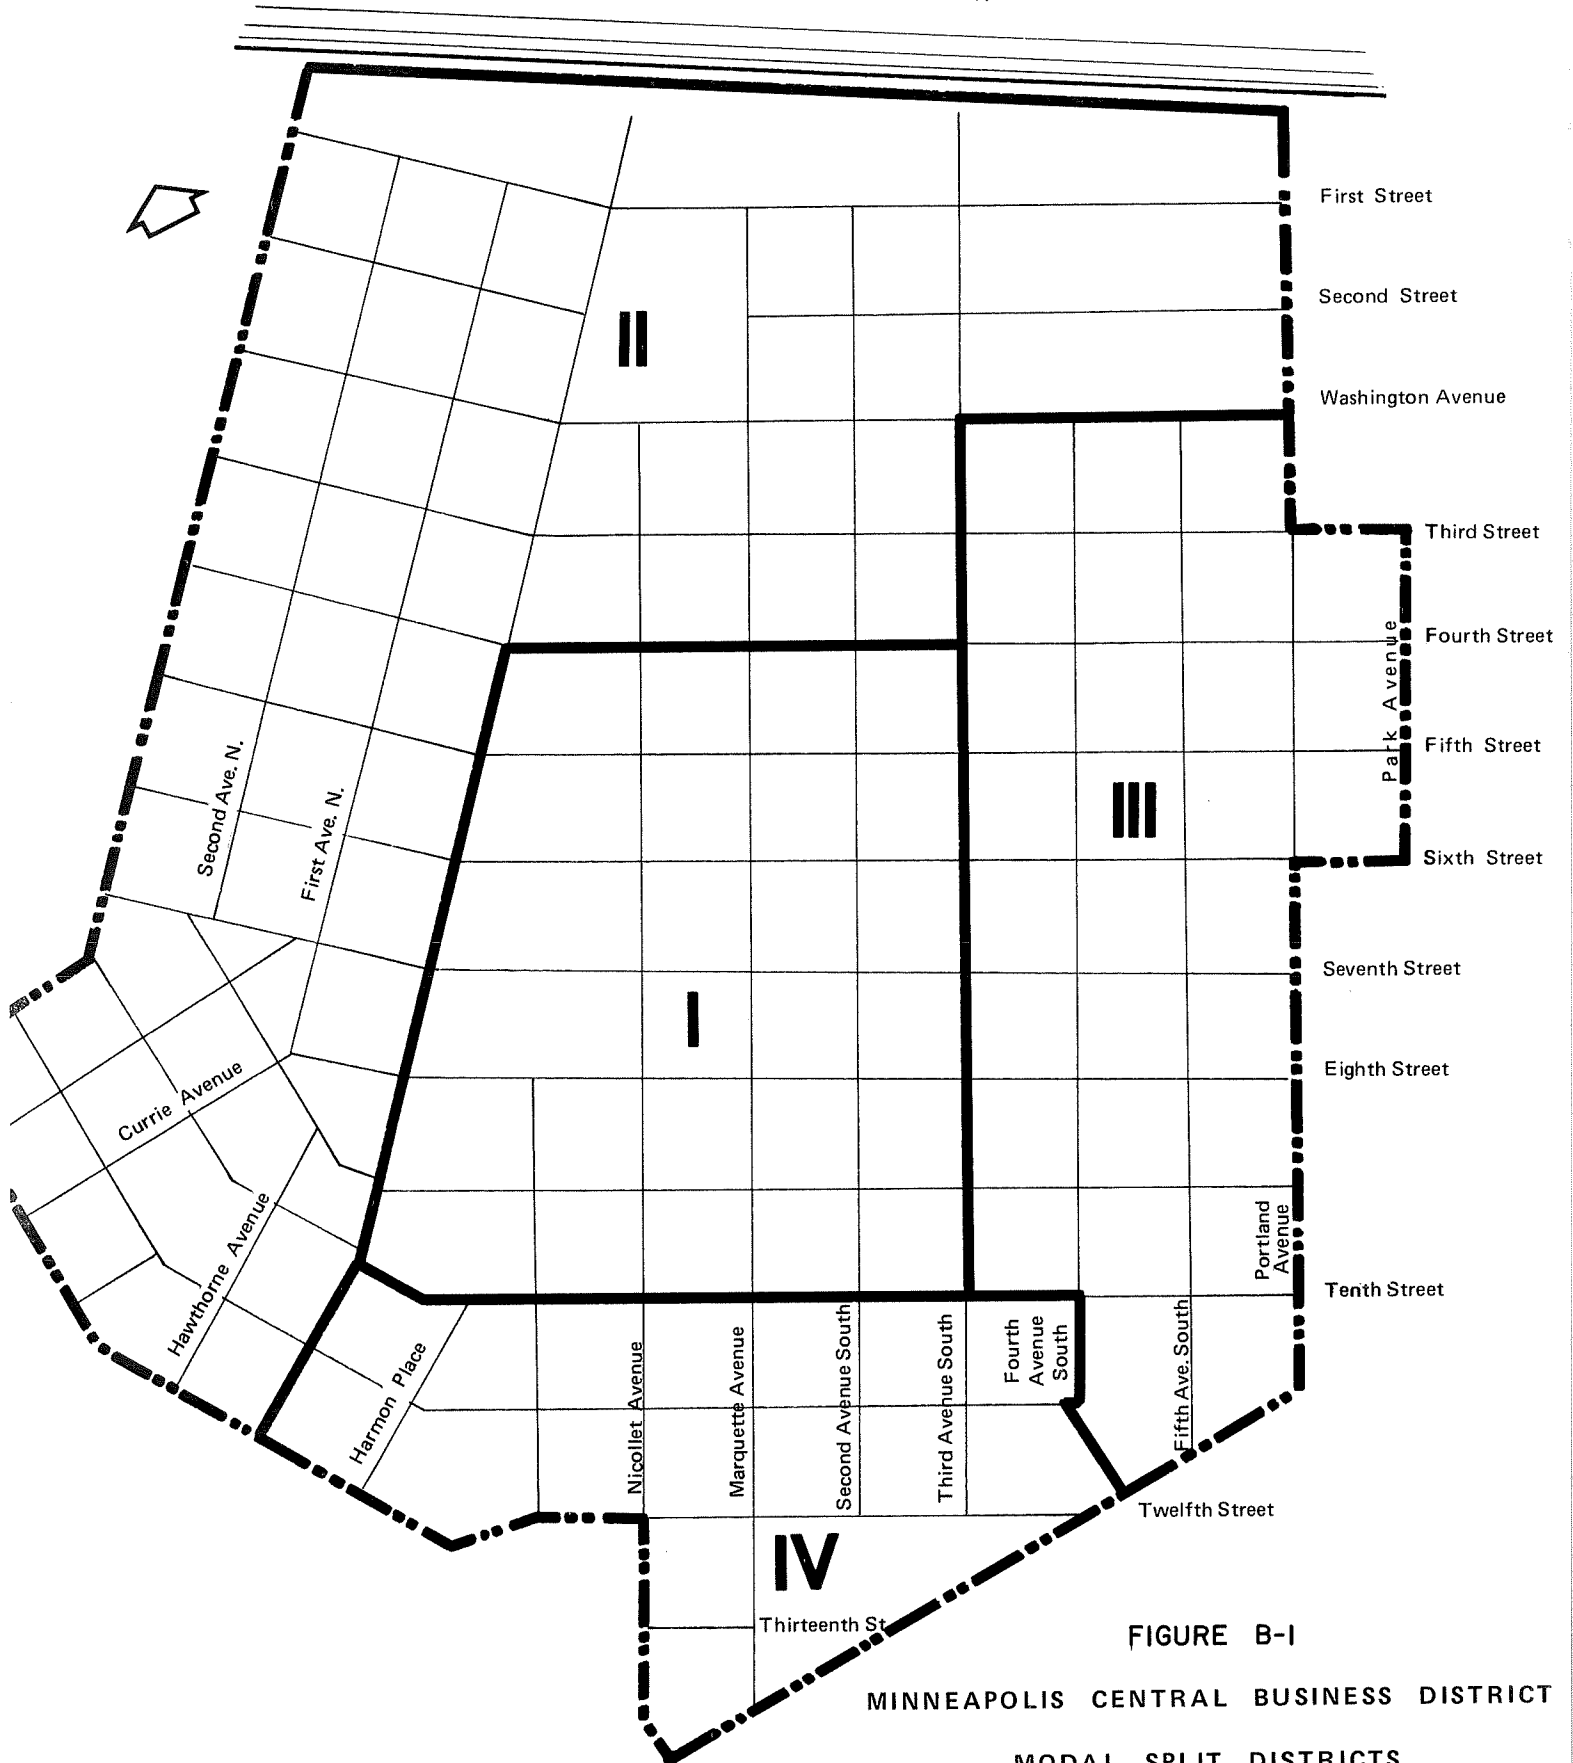 First Street
Second Street
II
Washington Avenue
Third Street
Fourth Street
Park Avenue
Fifth Street
Second Ave. N.
First Ave. N.
III
Sixth Street
Seventh Street
I
Eighth Street
Currie Avenue
Hawthorne Avenue
Portland
Avenue
Tenth Street
Harmon Place
Nicollet Avenue
Marquette Avenue
Second Avenue South
Third Avenue South
Fourth
Avenue
South
Fifth Ave. South
Twelfth Street
IV
Thirteenth St.
FIGURE B-I
MINNEAPOLIS CENTRAL BUSINESS DISTRICT
MODAL SPLIT DISTRICTS